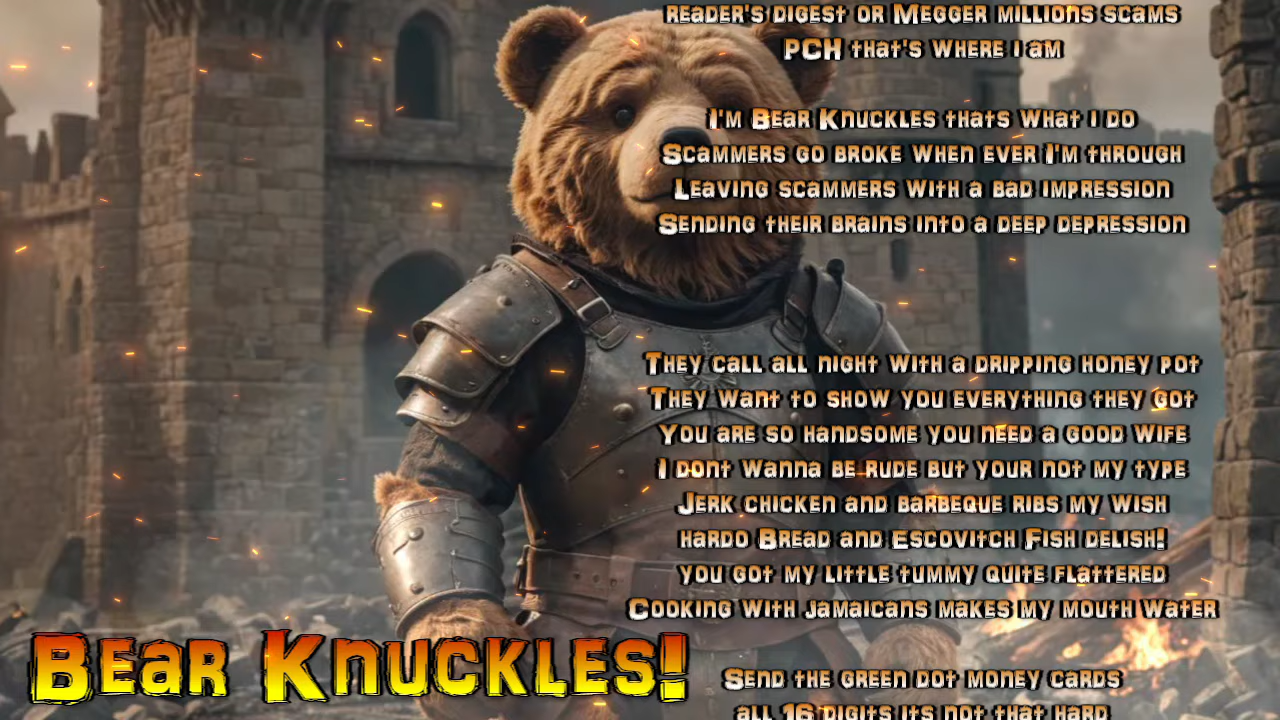 reader's digest or Megger millions scams
PCH that's where i am
I'm Bear Knuckles thats what i do
Scammers go broke when ever I'm through
Leaving scammers with a bad impression
Sending their brains into a deep depression
They call all night with a dripping honey pot
They want to show you everything they got
You are so handsome you need a good wife
I dont wanna be rude but your not my type
Jerk chicken and barbeque ribs my wish
hardo Bread and Escovitch Fish delish!
you got my little tummy quite flattered
Cooking with jamaicans makes my mouth water
Send the green dot money cards
all 16 digits its not that hard
Bear Knuckles!